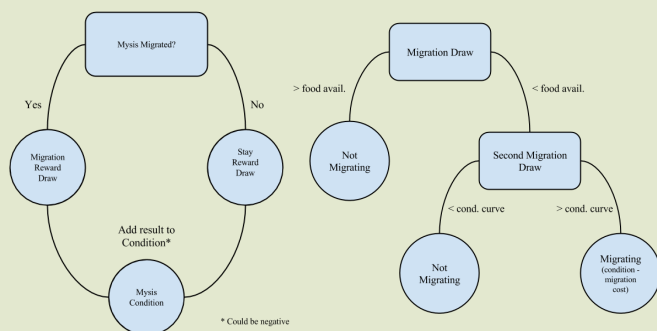 Mysis Migrated?
Yes
No
Migration
Reward
Draw
Stay
Reward
Draw
Add result to
Condition*
Mysis
Condition
* Could be negative
Migration Draw
> food avail.
< food avail.
Not
Migrating
Second Migration
Draw
< cond. curve
> cond. curve
Not
Migrating
Migrating
(condition -
migration
cost)